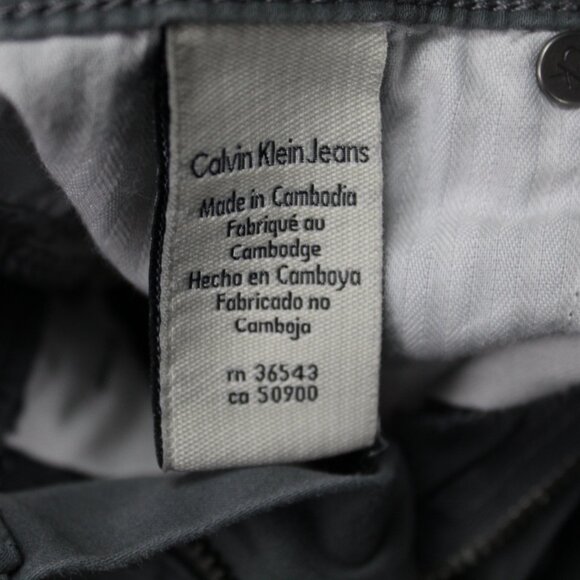 Calvin Klein Jeans
Made in Cambodia
Fabriqué au
Cambodge
Hecho en Camboya
Fabricado no
Camboja
rn 36543
ca 50900